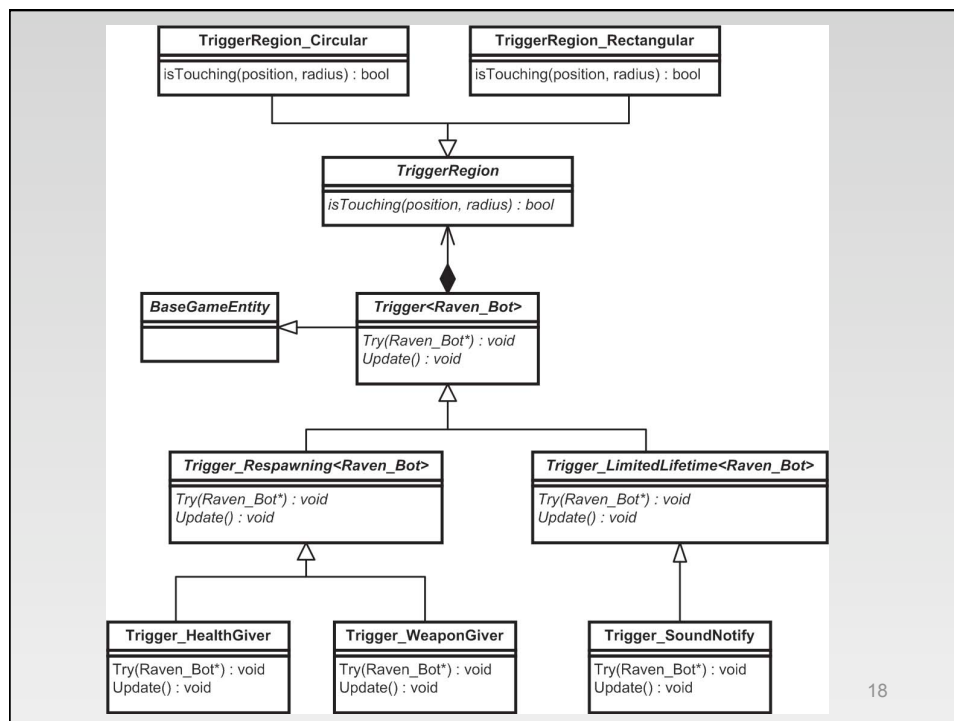 TriggerRegion_Circular
isTouching(position, radius) : bool
TriggerRegion_Rectangular
isTouching(position, radius) : bool
TriggerRegion
isTouching(position, radius) : bool
BaseGameEntity
Trigger<Raven_Bot>
Try(Raven_Bot*) : void
Update() : void
Trigger_Respawning<Raven_Bot>
Try(Raven_Bot*) : void
Update() : void
Trigger_LimitedLifetime<Raven_Bot>
Try(Raven_Bot*) : void
Update() : void
Trigger_HealthGiver
Try(Raven_Bot*) : void
Update() : void
Trigger_WeaponGiver
Try(Raven_Bot*) : void
Update() : void
Trigger_SoundNotify
Try(Raven_Bot*) : void
Update() : void
18